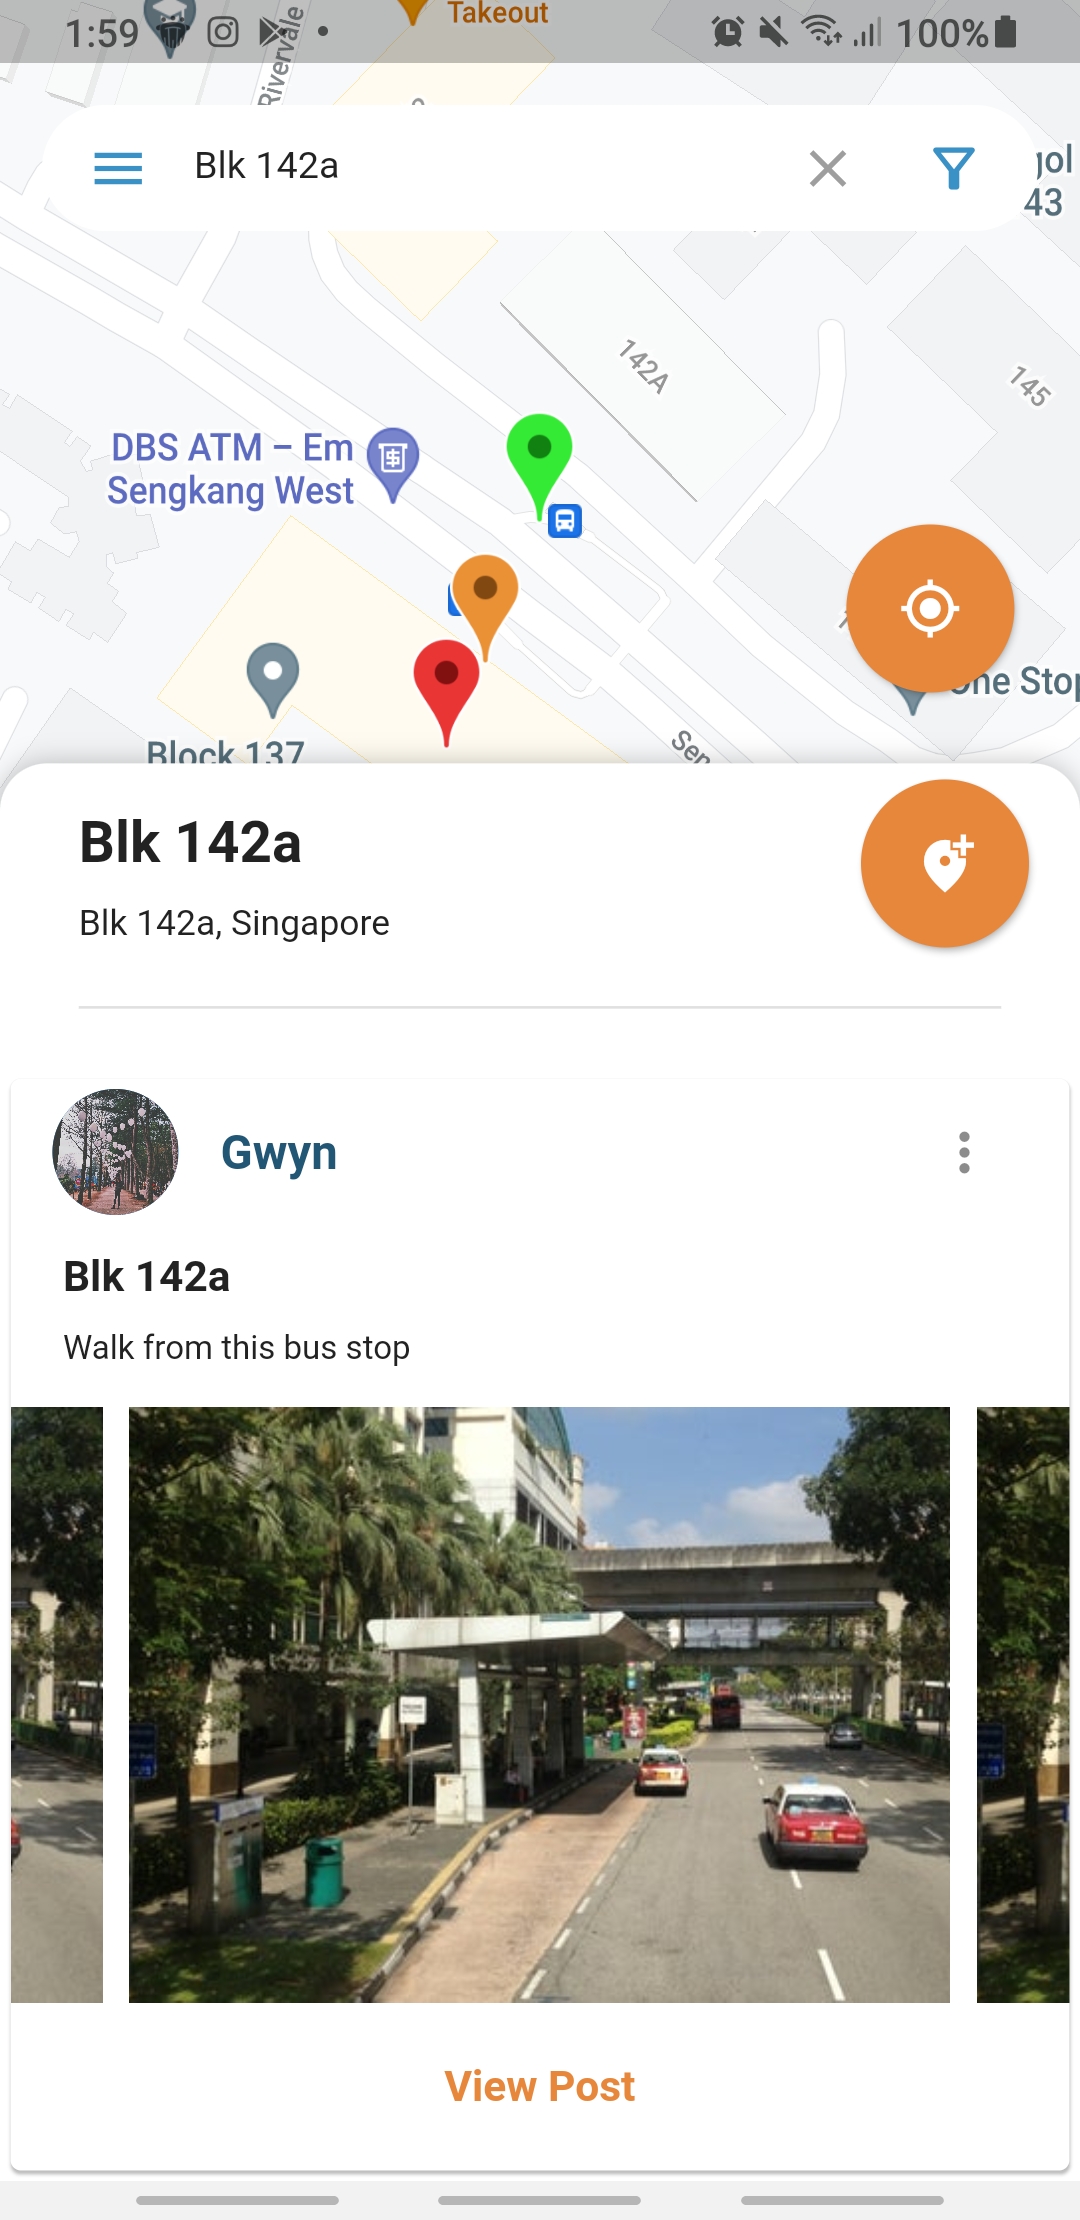 Takeout
1:59
100%
Rivervale
Blk 142a
gol
43
142A
145
DBS ATM – Em
Sengkang West
One Stop
Block 137
Sen
Blk 142a
Blk 142a, Singapore
Gwyn
Blk 142a
Walk from this bus stop
View Post